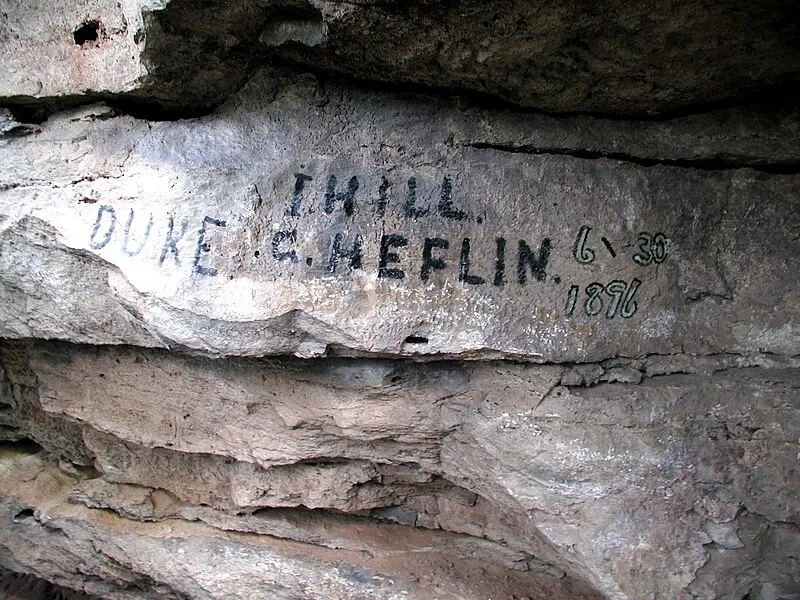 I HILL.
DUKE G. HEFLIN. 6\30
1896